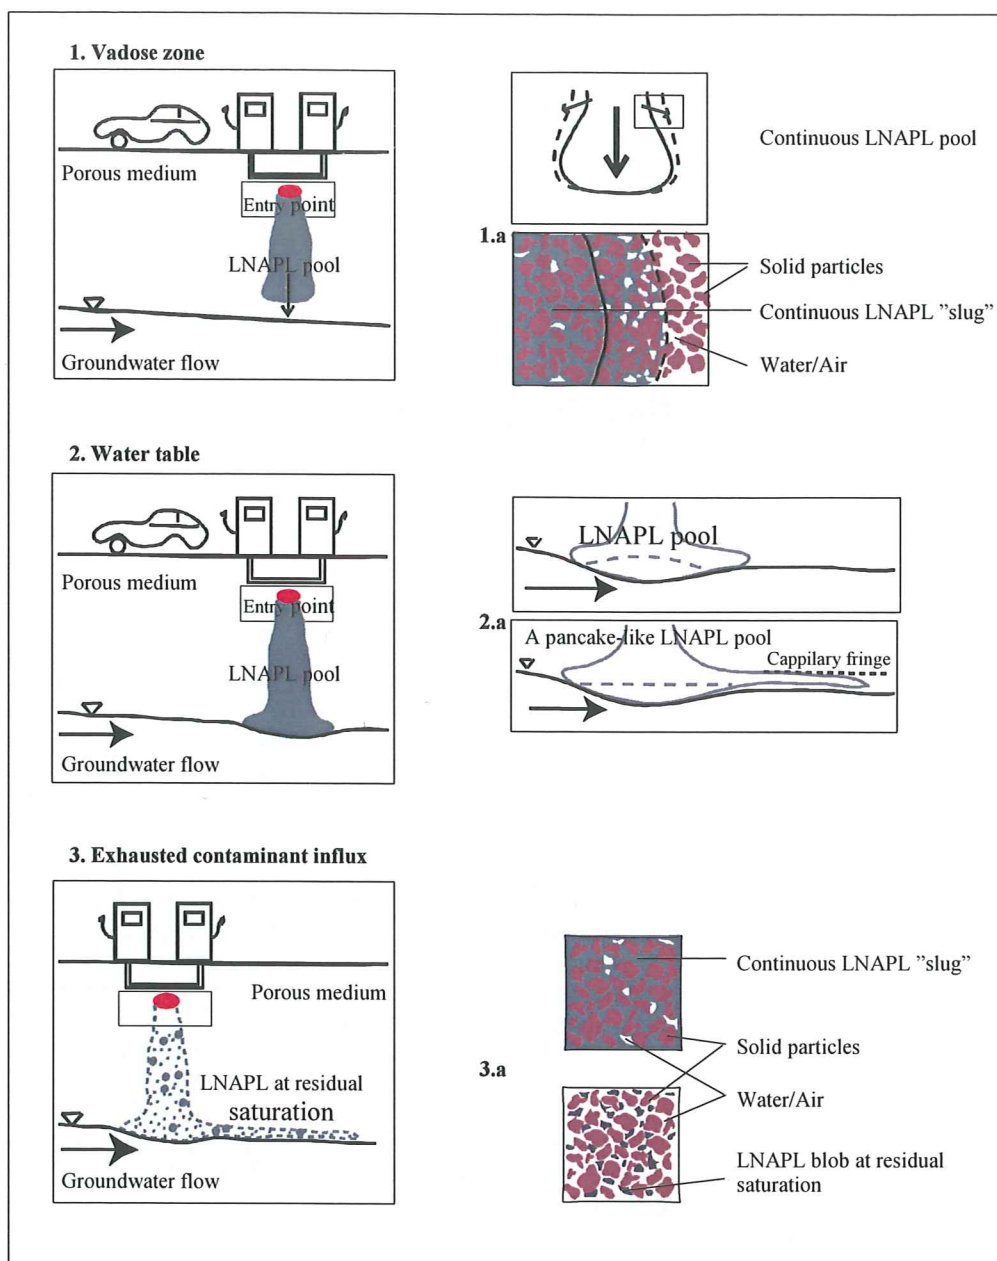 1. Vadose zone
Porous medium
Entry point
LNAPL pool
Groundwater flow
Continuous LNAPL pool
1.a
Solid particles
Continuous LNAPL ”slug”
Water/Air
2. Water table
Porous medium
Entry point
LNAPL pool
Groundwater flow
LNAPL pool
2.a
A pancake-like LNAPL pool
Cappilary fringe
3. Exhausted contaminant influx
Porous medium
LNAPL at residual
saturation
Groundwater flow
Continuous LNAPL ”slug”
Solid particles
3.a
Water/Air
LNAPL blob at residual
saturation